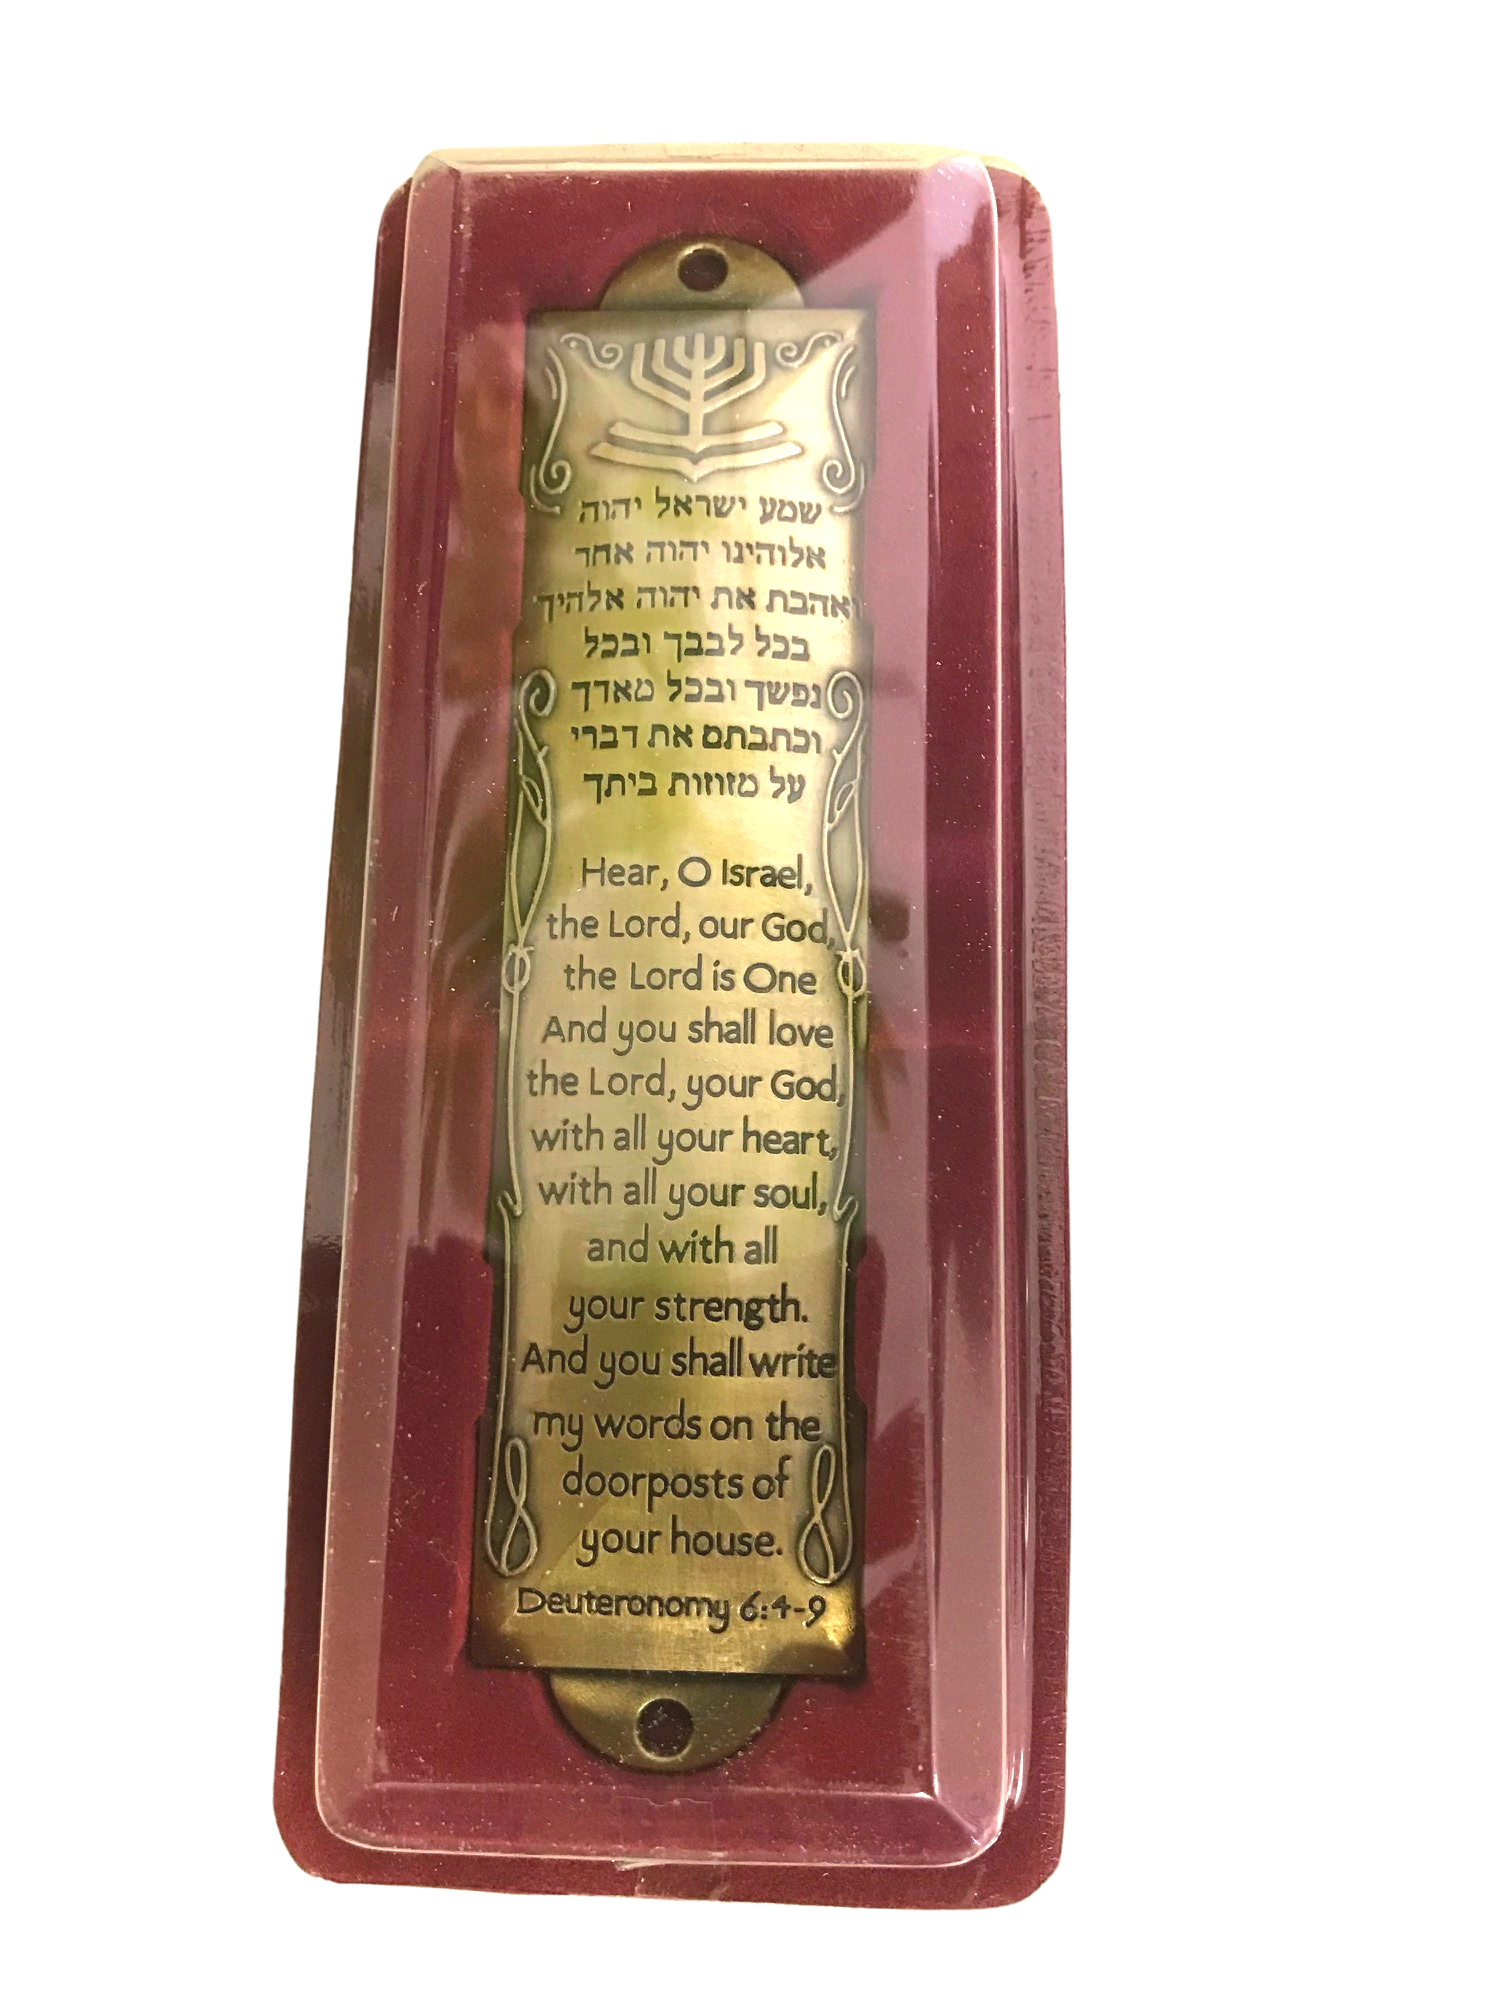 שמע ישראל יהוה
אלוהינו יהוה אחד
ואהבת את יהוה אלהיך
בכל לבבך ובכל
נפשך ובכל מאדך
וכתבתם את דברי
על מזוזות ביתך
Hear, O Israel,
the Lord, our God,
the Lord is One
And you shall love
the Lord, your God,
with all your heart,
with all your soul,
and with all
your strength.
And you shall write
my words on the
doorposts of
your house.
Deuteronomy 6:4-9